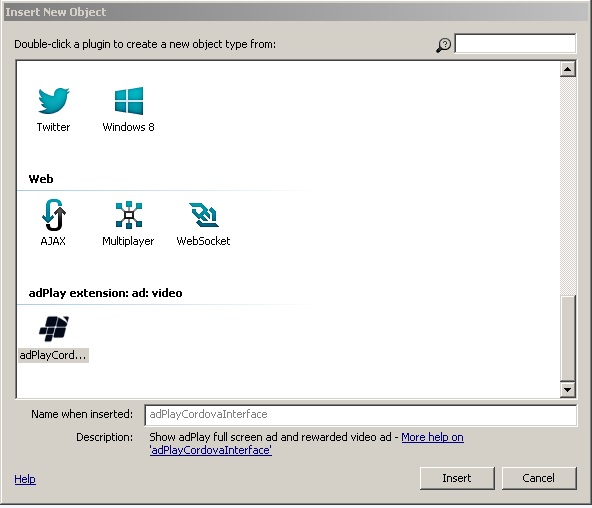 Insert New Object
Double-click a plugin to create a new object type from:
Twitter Windows 8
Web
AJAX Multiplayer WebSocket
adPlay extension: ad: video
adPlayCord...
Name when inserted: adPlayCordovaInterface
Description: Show adPlay full screen ad and rewarded video ad - More help on
'adPlayCordovaInterface'
Help Insert Cancel